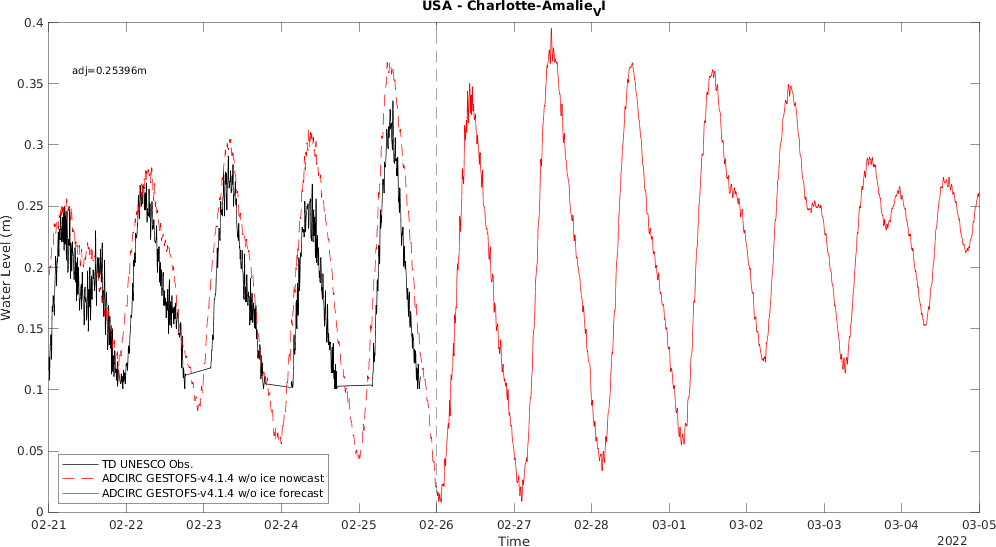 USA - Charlotte-Amalie_VI
0.4
0.35
0.3
0.25
0.2
0.15
0.1
0.05
0
Water Level (m)
adj=0.25396m
TD UNESCO Obs.
ADCIRC GESTOFS-v4.1.4 w/o ice nowcast
ADCIRC GESTOFS-v4.1.4 w/o ice forecast
02-21 02-22 02-23 02-24 02-25 02-26 02-27 02-28 03-01 03-02 03-03 03-04 03-05
Time
2022